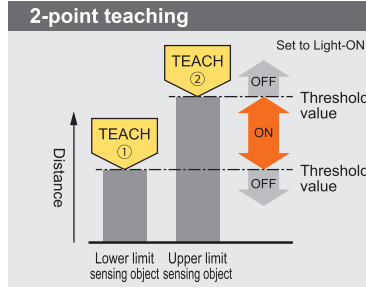 2-point teaching
Set to Light-ON
TEACH
②
OFF
Threshold
value
TEACH
①
ON
Threshold
value
OFF
Distance
Lower limit
sensing object
Upper limit
sensing object